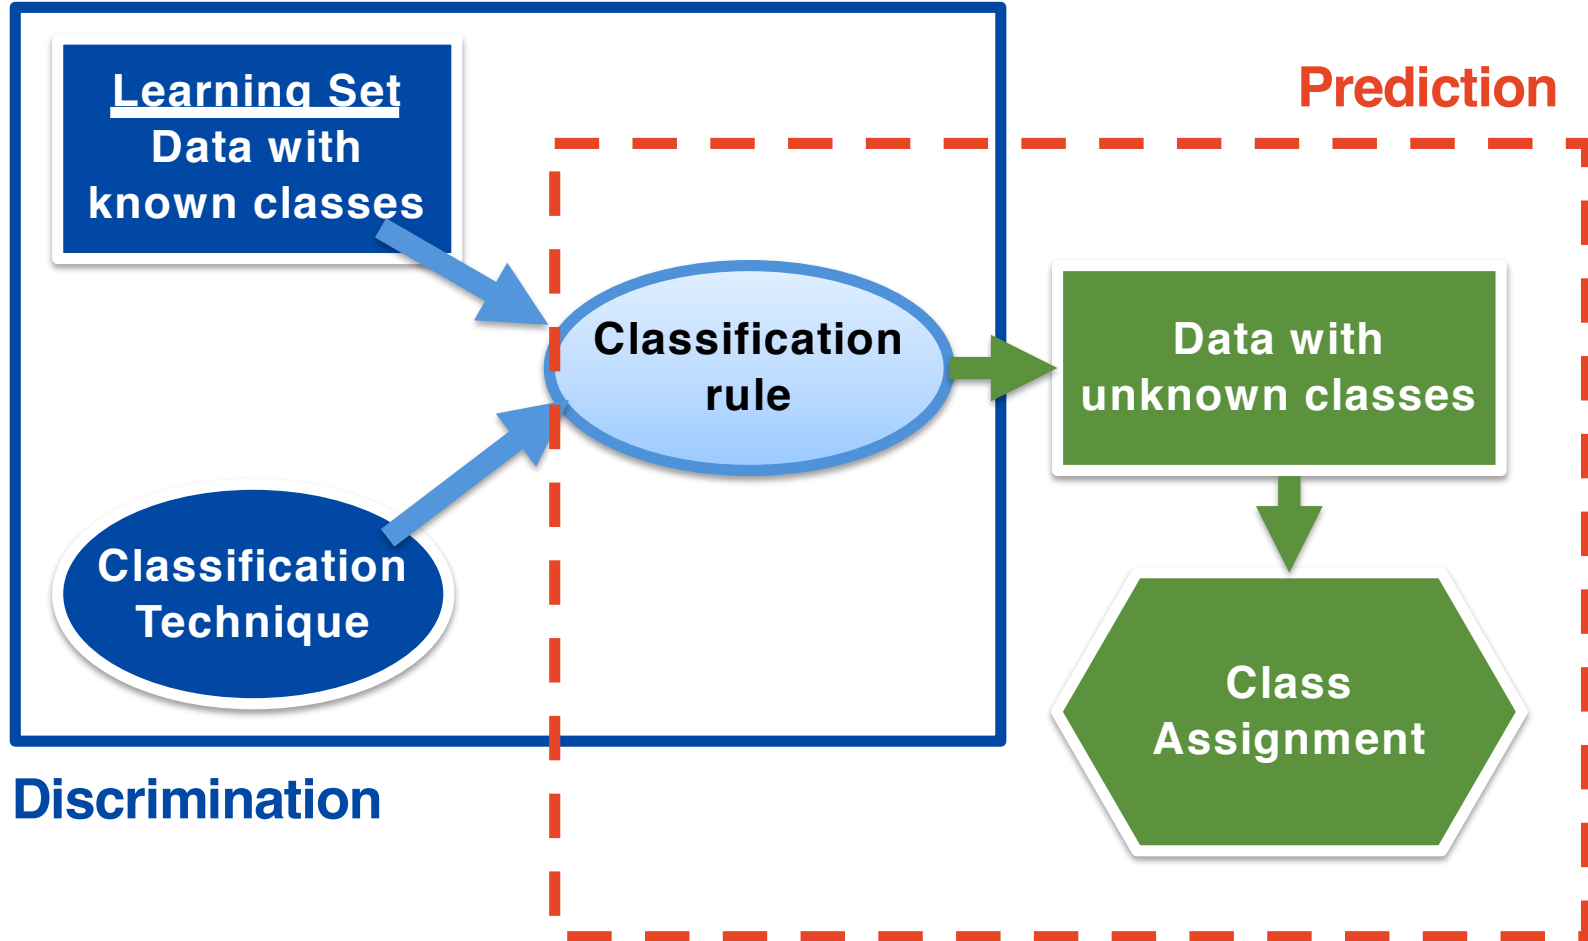 Learning Set
Data with
known classes
Prediction
Classification
rule
Data with
unknown classes
Classification
Technique
Class
Assignment
Discrimination